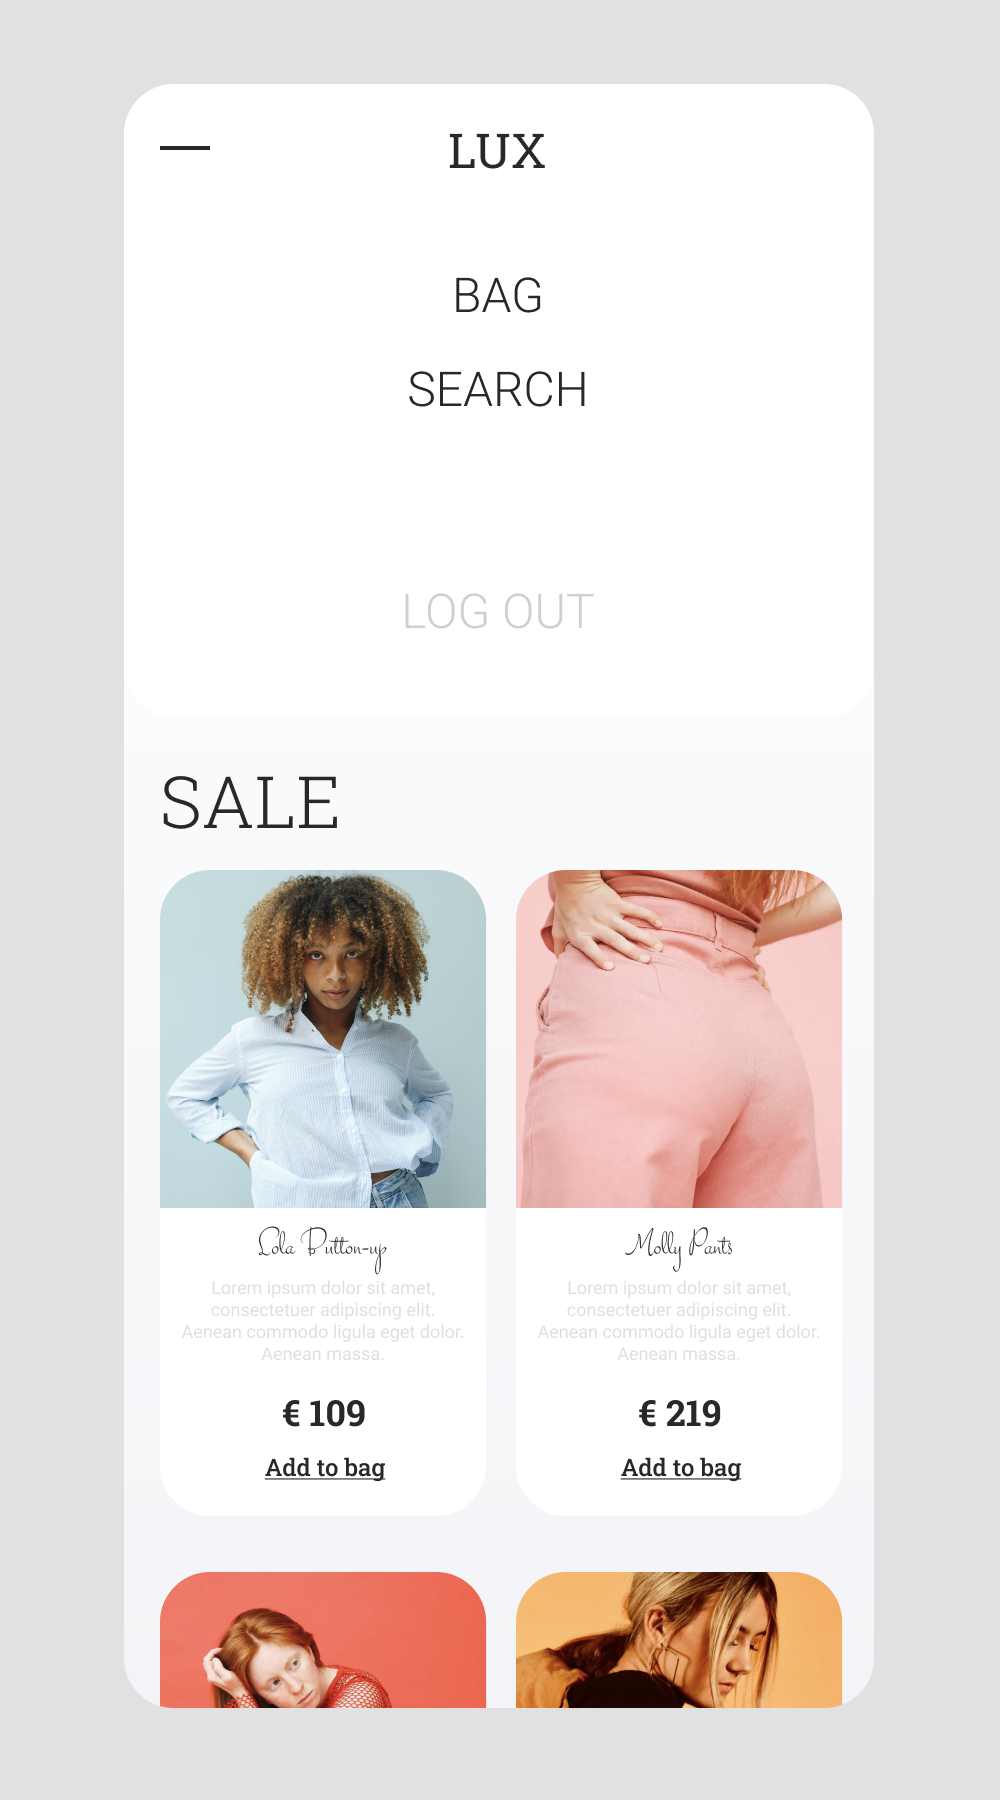 LUX
BAG
SEARCH
LOG OUT
SALE
Lola Button-up
Lorem ipsum dolor sit amet,
consectetuer adipiscing elit.
Aenean commodo ligula eget dolor.
Aenean massa.
€ 109
Add to bag
Molly Pants
Lorem ipsum dolor sit amet,
consectetuer adipiscing elit.
Aenean commodo ligula eget dolor.
Aenean massa.
€ 219
Add to bag